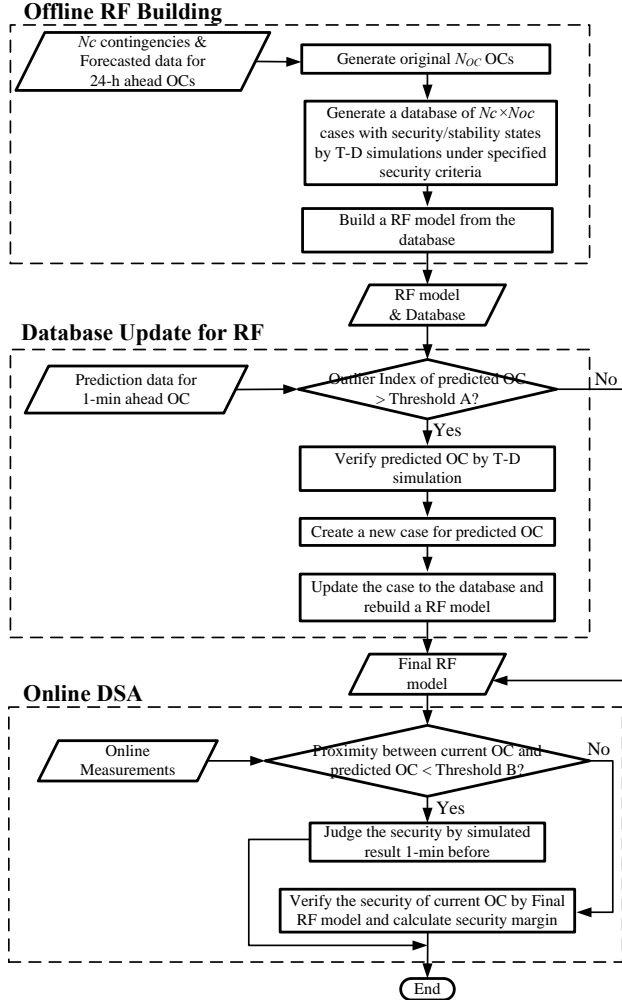 Offline RF Building
Nc contingencies &
Forecasted data for
24-h ahead OCs
Generate original NOC OCs
Generate a database of Nc×Noc
cases with security/stability states
by T-D simulations under specified
security criteria
Build a RF model from the
database
RF model
& Database
Database Update for RF
Prediction data for
1-min ahead OC
Outlier Index of predicted OC
> Threshold A?
No
Yes
Verify predicted OC by T-D
simulation
Create a new case for predicted OC
Update the case to the database and
rebuild a RF model
Final RF
model
Online DSA
Online
Measurements
Proximity between current OC and
predicted OC < Threshold B?
No
Yes
Judge the security by simulated
result 1-min before
Verify the security of current OC by Final
RF model and calculate security margin
End